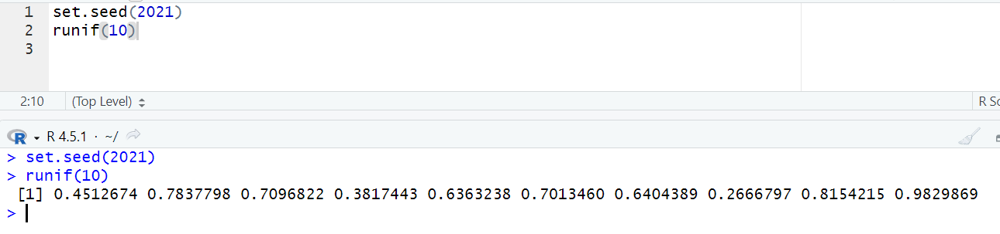 1 set.seed(2021)
2 runif(10)
3
2:10 (Top Level) R Sc
R R 4.5.1 · ~/
> set.seed(2021)
> runif(10)
[1] 0.4512674 0.7837798 0.7096822 0.3817443 0.6363238 0.7013460 0.6404389 0.2666797 0.8154215 0.9829869
>